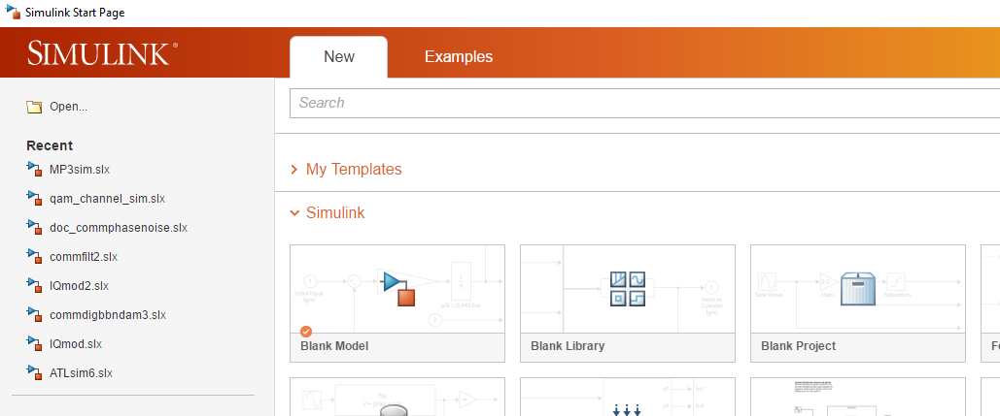 Simulink Start Page
SIMULINK®
New
Examples
Open...
Search
Recent
MP3sim.slx
qam_channel_sim.slx
doc_commphasenoise.slx
commfilt2.slx
IQmod2.slx
commdigbbndam3.slx
IQmod.slx
ATLsim6.slx
My Templates
Simulink
Blank Model
Blank Library
Blank Project
Sine Wave
Gain
Saturation